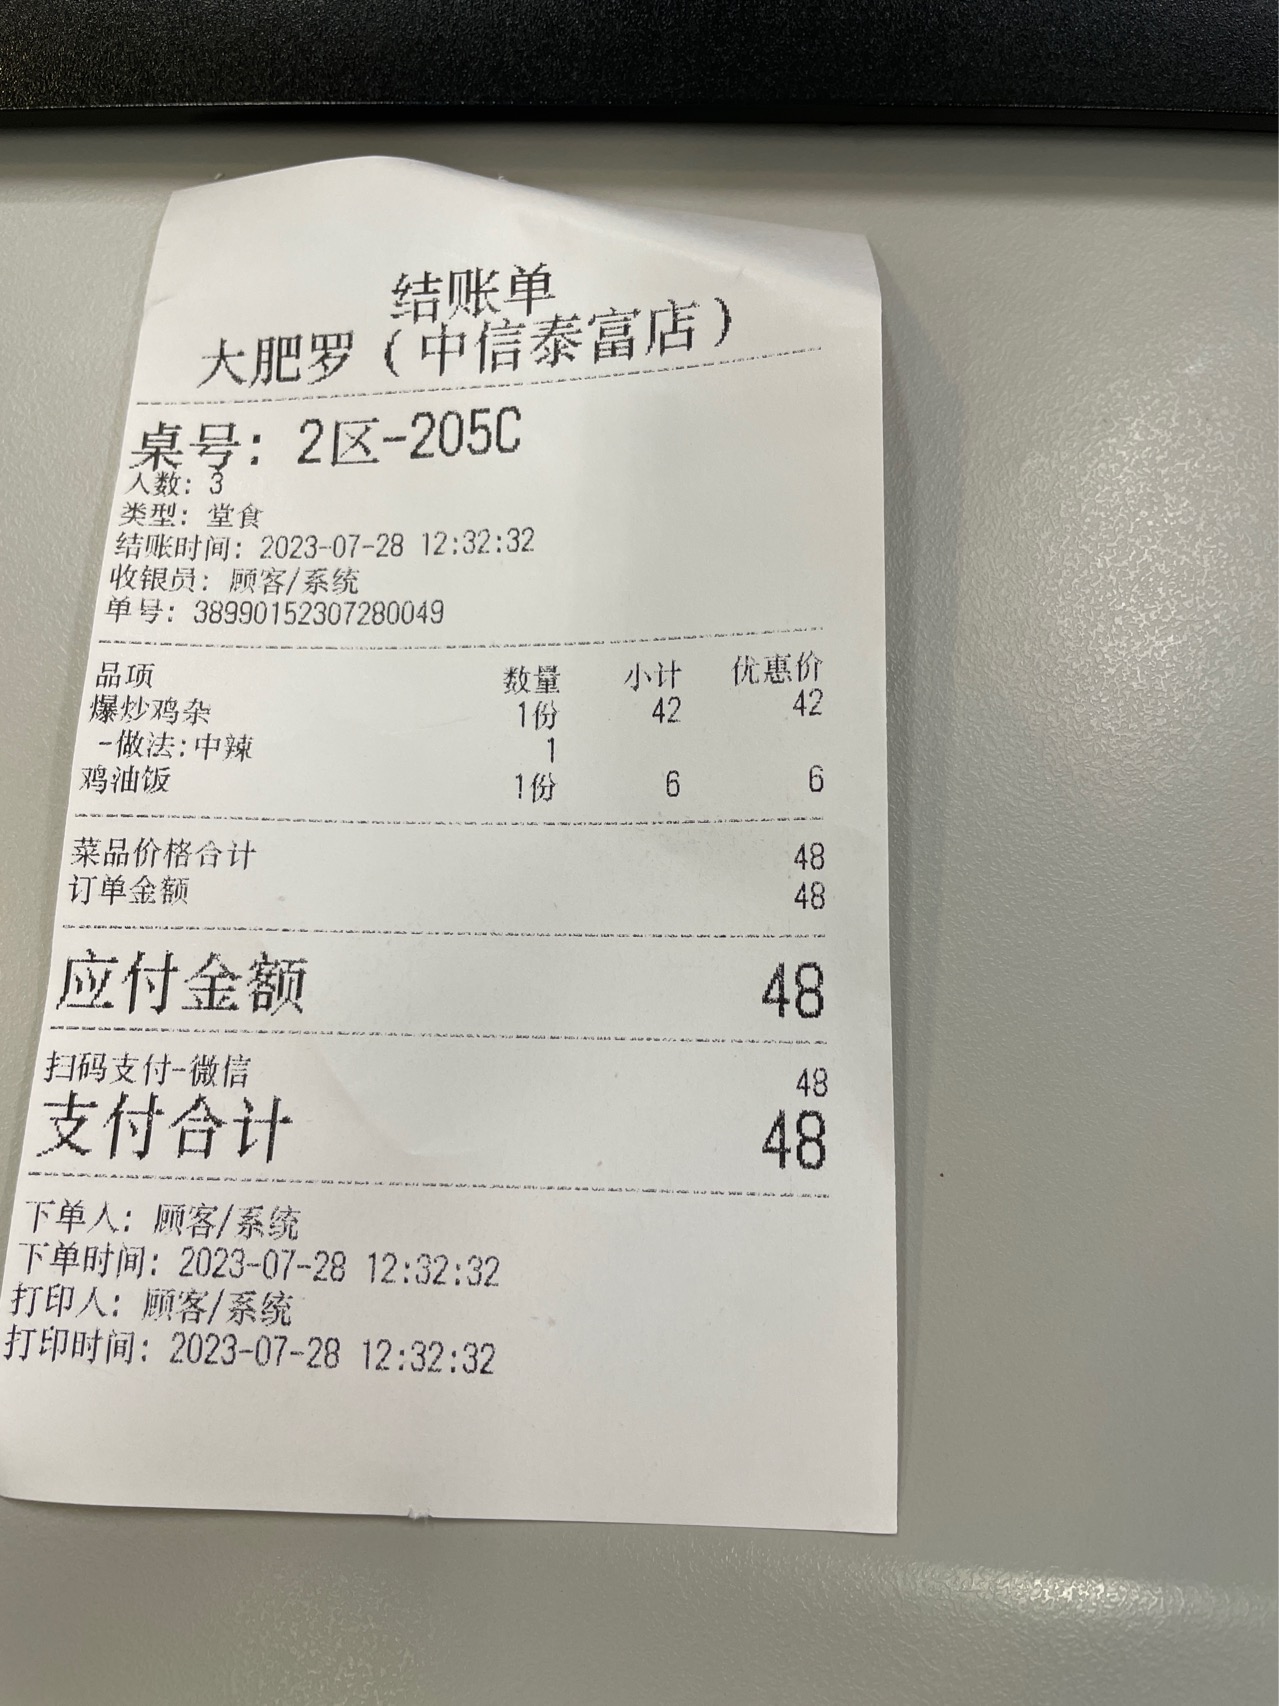 结账单
大肥罗（中信泰富店）
桌号: 2区-205C
人数: 3
类型: 堂食
结账时间: 2023-07-28 12:32:32
收银员: 顾客/系统
单号: 38990152307280049
品项 数量 小计 优惠价
爆炒鸡杂 1份 42 42
-做法:中辣 1
鸡油饭 1份 6 6
菜品价格合计 48
订单金额 48
应付金额 48
扫码支付-微信 48
支付合计 48
下单人: 顾客/系统
下单时间: 2023-07-28 12:32:32
打印人: 顾客/系统
打印时间: 2023-07-28 12:32:32